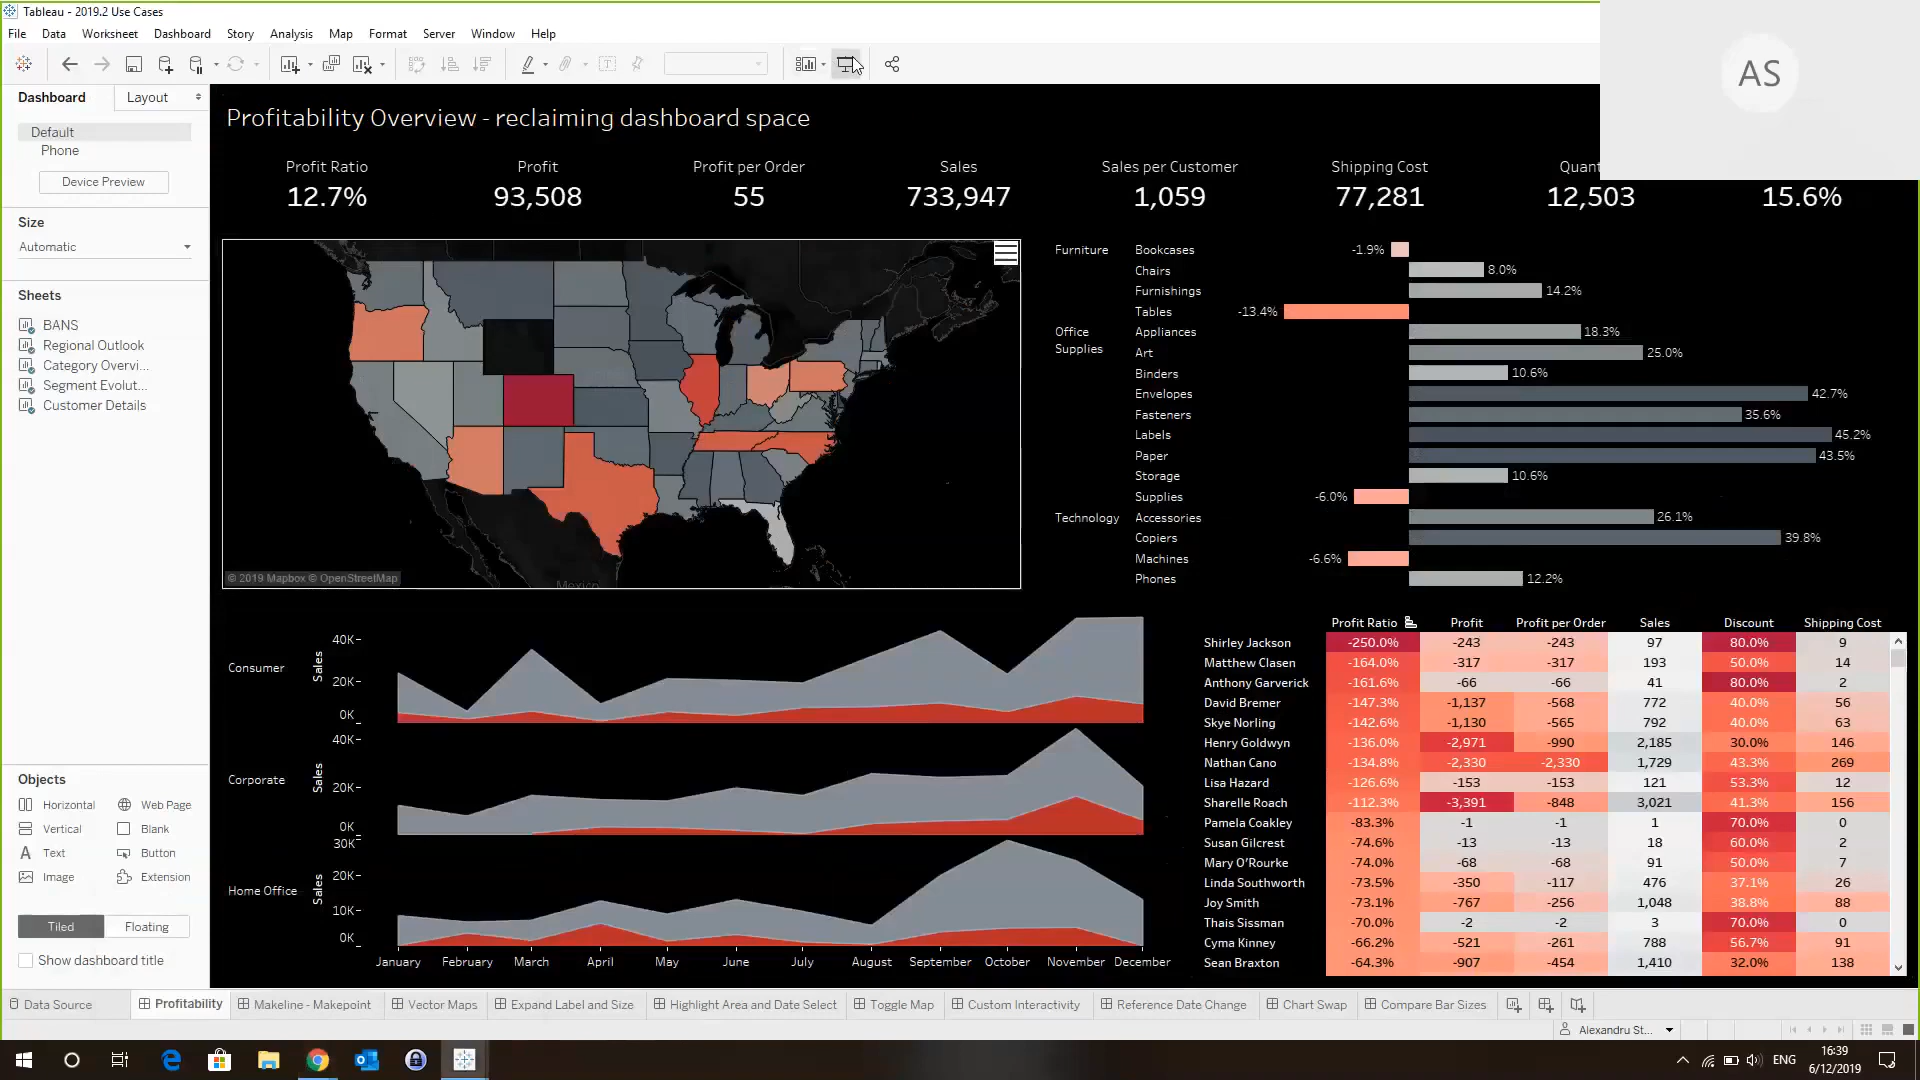 Tableau - 2019.2 Use Cases
File Data Worksheet Dashboard Story Analysis Map Format Server Window Help
AS
Dashboard Layout
Default
Phone
Device Preview
Size
Automatic
Sheets
BANS
Regional Outlook
Category Overvi...
Segment Evolut...
Customer Details
Objects
Horizontal Web Page
Vertical Blank
Text Button
Image Extension
Tiled Floating
Show dashboard title
Profitability Overview - reclaiming dashboard space
Profit Ratio Profit Profit per Order Sales Sales per Customer Shipping Cost Quant
12.7% 93,508 55 733,947 1,059 77,281 12,503 15.6%
Mexico
© 2019 Mapbox © OpenStreetMap
Furniture Bookcases -1.9%
Chairs 8.0%
Furnishings 14.2%
Tables -13.4%
Office Supplies Appliances 18.3%
Art 25.0%
Binders 10.6%
Envelopes 42.7%
Fasteners 35.6%
Labels 45.2%
Paper 43.5%
Storage 10.6%
Supplies -6.0%
Technology Accessories 26.1%
Copiers 39.8%
Machines -6.6%
Phones 12.2%
Consumer Sales 40K 20K 0K
Corporate Sales 40K 20K 0K
Home Office Sales 30K 20K 10K 0K
January February March April May June July August September October November December
Profit Ratio Profit Profit per Order Sales Discount Shipping Cost
Shirley Jackson -250.0% -243 -243 97 80.0% 9
Matthew Clasen -164.0% -317 -317 193 50.0% 14
Anthony Garverick -161.6% -66 -66 41 80.0% 2
David Bremer -147.3% -1,137 -568 772 40.0% 56
Skye Norling -142.6% -1,130 -565 792 40.0% 63
Henry Goldwyn -136.0% -2,971 -990 2,185 30.0% 146
Nathan Cano -134.8% -2,330 -2,330 1,729 43.3% 269
Lisa Hazard -126.6% -153 -153 121 53.3% 12
Sharelle Roach -112.3% -3,391 -848 3,021 41.3% 156
Pamela Coakley -83.3% -1 -1 1 70.0% 0
Susan Gilcrest -74.6% -13 -13 18 60.0% 2
Mary O'Rourke -74.0% -68 -68 91 50.0% 7
Linda Southworth -73.5% -350 -117 476 37.1% 26
Joy Smith -73.1% -767 -256 1,048 38.8% 88
Thais Sissman -70.0% -2 -2 3 70.0% 0
Cyma Kinney -66.2% -521 -261 788 56.7% 91
Sean Braxton -64.3% -907 -454 1,410 32.0% 138
Data Source Profitability Makeline - Makepoint Vector Maps Expand Label and Size Highlight Area and Date Select Toggle Map Custom Interactivity Reference Date Change Chart Swap Compare Bar Sizes
Alexandru St...
ENG 16:39
6/12/2019